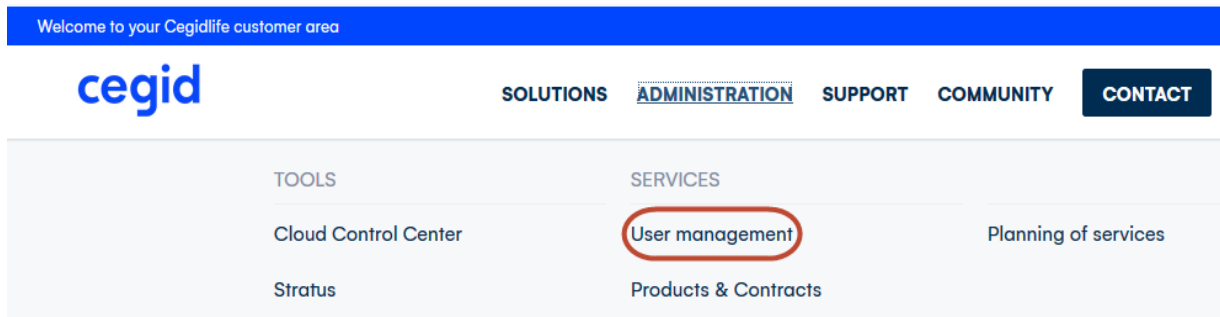 Welcome to your Cegidlife customer area
cegid
SOLUTIONS ADMINISTRATION SUPPORT COMMUNITY CONTACT
TOOLS SERVICES
Cloud Control Center User management Planning of services
Stratus Products & Contracts